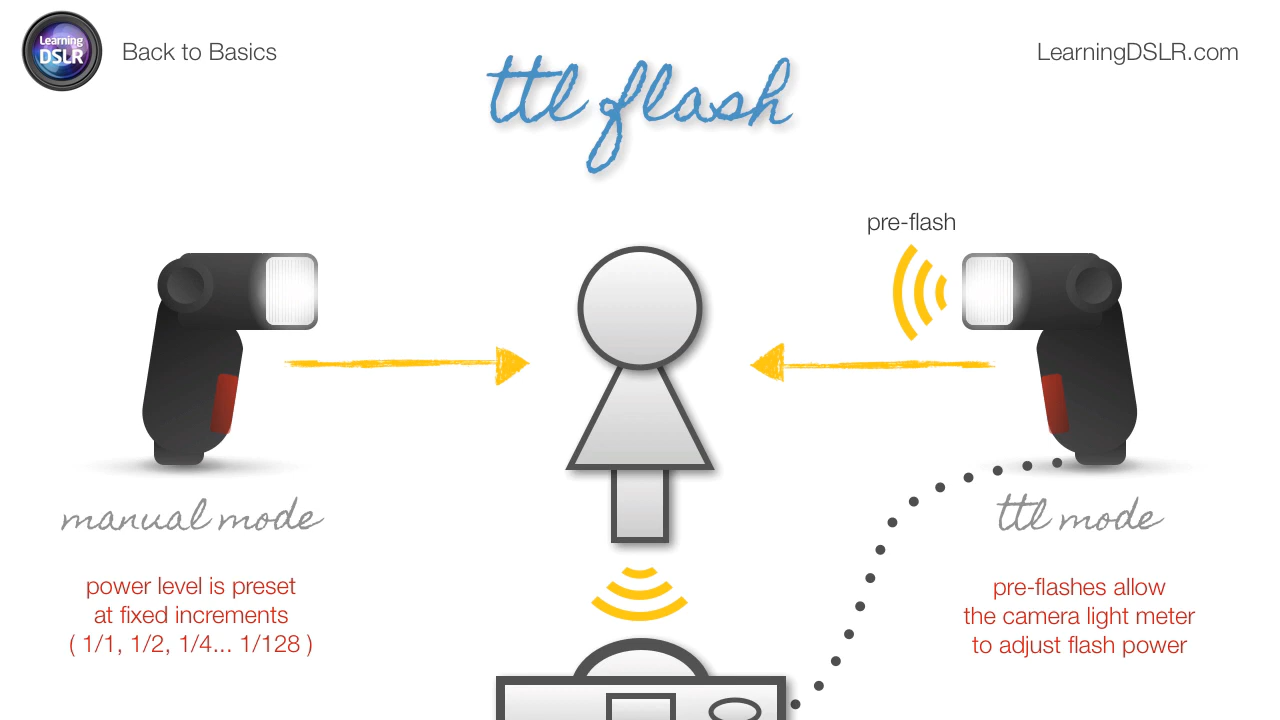 Learning
DSLR
Back to Basics
LearningDSLR.com
ttl flash
pre-flash
manual mode
ttl mode
power level is preset
at fixed increments
( 1/1, 1/2, 1/4... 1/128 )
pre-flashes allow
the camera light meter
to adjust flash power